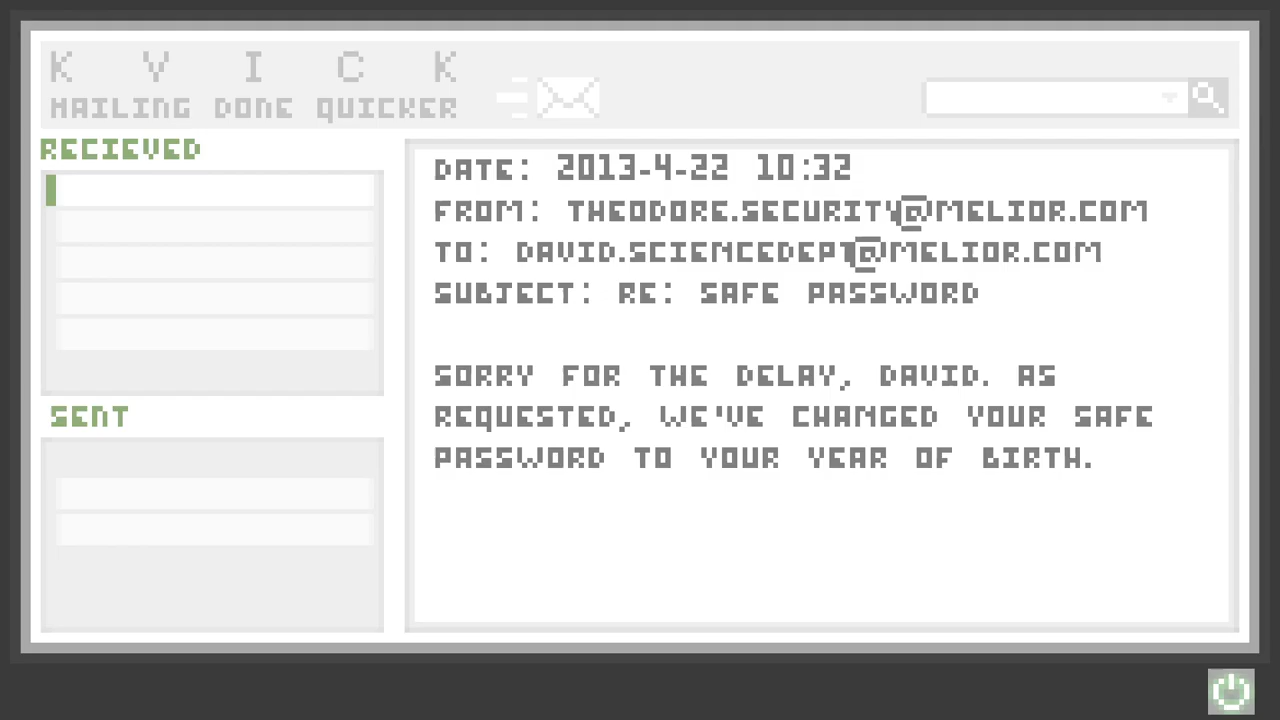 K V I C K
MAILING DONE QUICKER
RECIEVED
SENT
DATE: 2013-4-22 10:32
FROM: THEODORE.SECURITY@MELIOR.COM
TO: DAVID.SCIENCEDEPT@MELIOR.COM
SUBJECT: RE: SAFE PASSWORD
SORRY FOR THE DELAY, DAVID. AS
REQUESTED, WE'VE CHANGED YOUR SAFE
PASSWORD TO YOUR YEAR OF BIRTH.